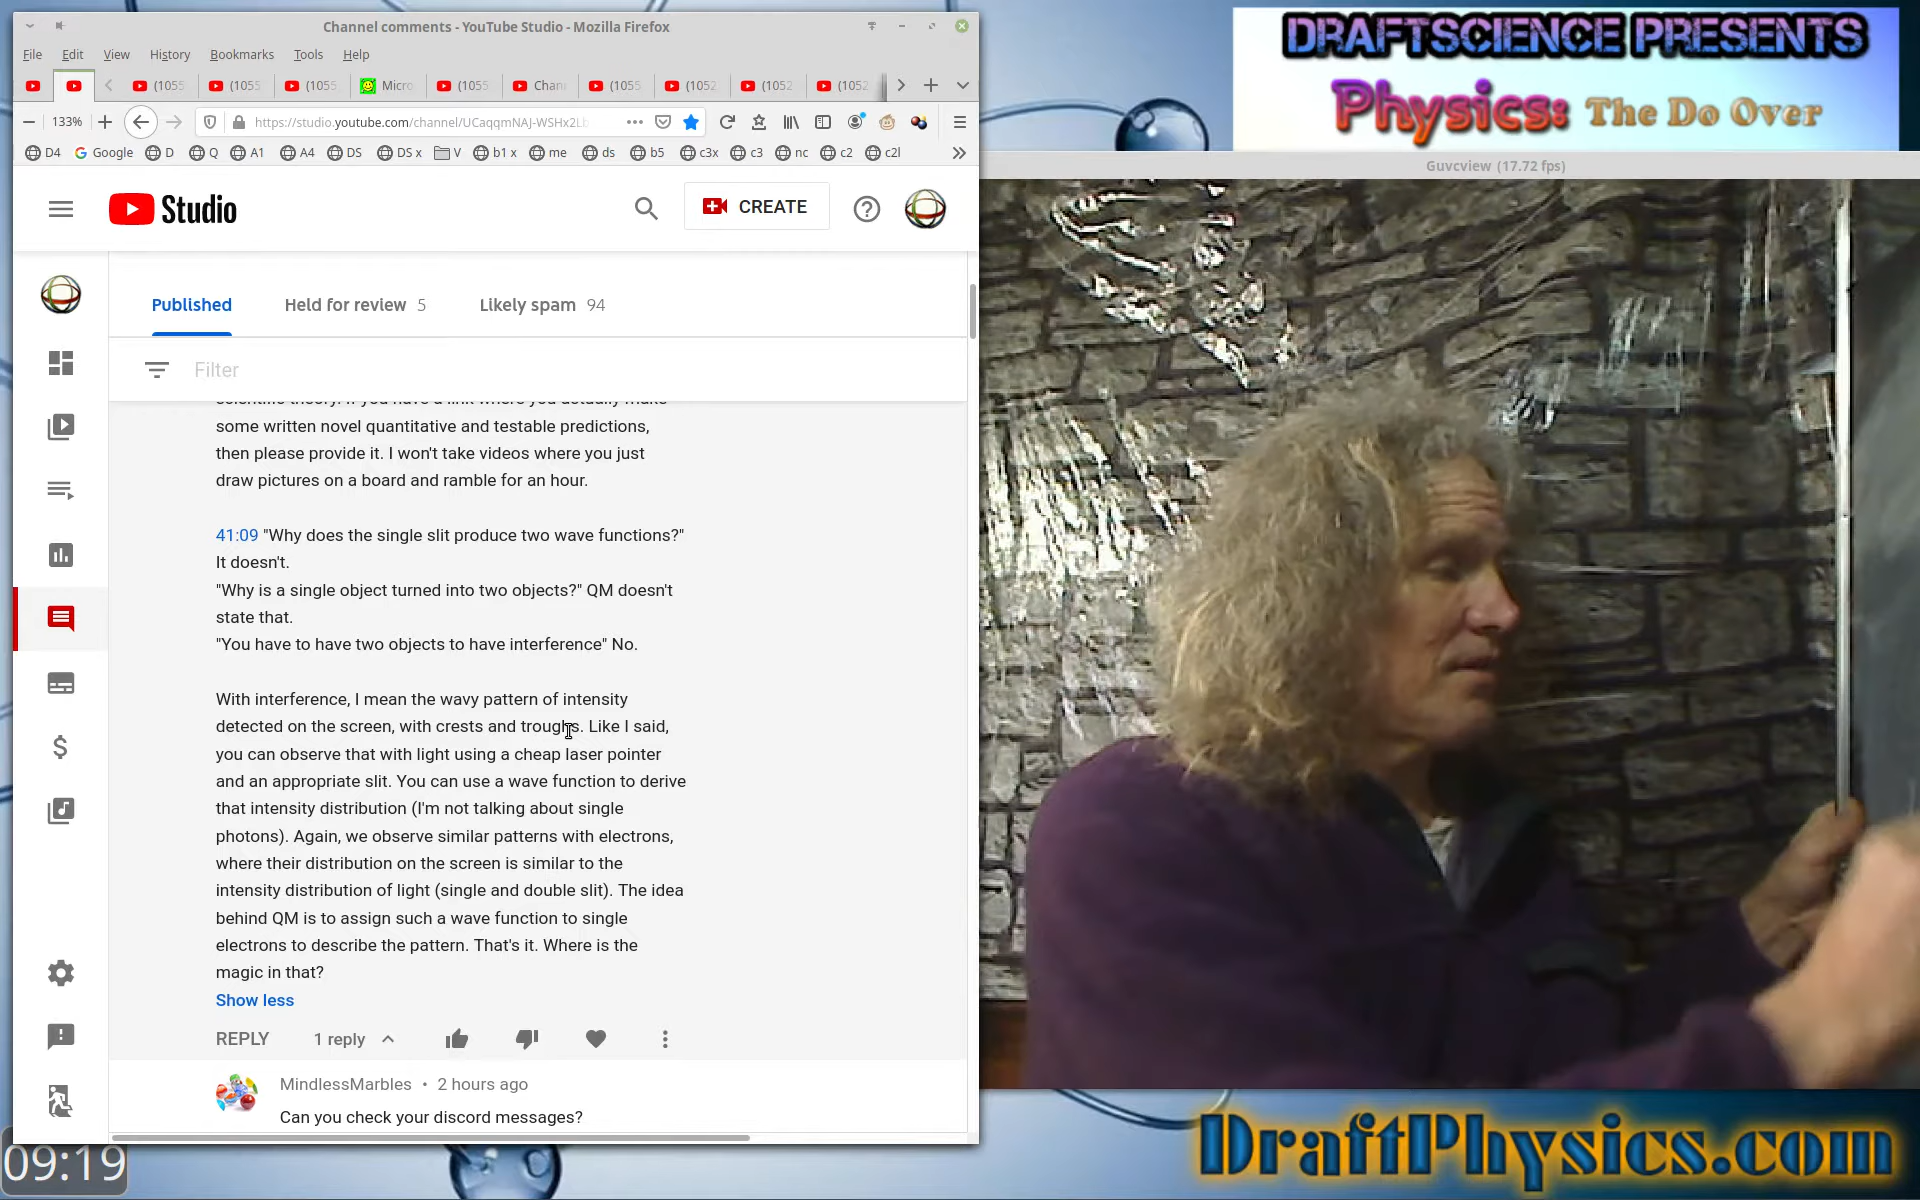 Channel comments - YouTube Studio - Mozilla Firefox
File Edit View History Bookmarks Tools Help
(1055 (1055 (1055 Micro (1055 Chan (1055 (1052 (1052 (1052
133% https://studio.youtube.com/channel/UCaqqmNAJ-WSHx2Lb
D4 Google D Q A1 A4 DS DS x V b1 x me ds b5 c3x c3 nc c2 c2l
Studio
CREATE
Published Held for review 5 Likely spam 94
Filter
some written novel quantitative and testable predictions,
then please provide it. I won't take videos where you just
draw pictures on a board and ramble for an hour.
41:09 "Why does the single slit produce two wave functions?"
It doesn't.
"Why is a single object turned into two objects?" QM doesn't
state that.
"You have to have two objects to have interference" No.
With interference, I mean the wavy pattern of intensity
detected on the screen, with crests and troughs. Like I said,
you can observe that with light using a cheap laser pointer
and an appropriate slit. You can use a wave function to derive
that intensity distribution (I'm not talking about single
photons). Again, we observe similar patterns with electrons,
where their distribution on the screen is similar to the
intensity distribution of light (single and double slit). The idea
behind QM is to assign such a wave function to single
electrons to describe the pattern. That's it. Where is the
magic in that?
Show less
REPLY 1 reply
MindlessMarbles • 2 hours ago
Can you check your discord messages?
09:19
DRAFTSCIENCE PRESENTS
Physics: The Do Over
Guvcview (17.72 fps)
DraftPhysics.com